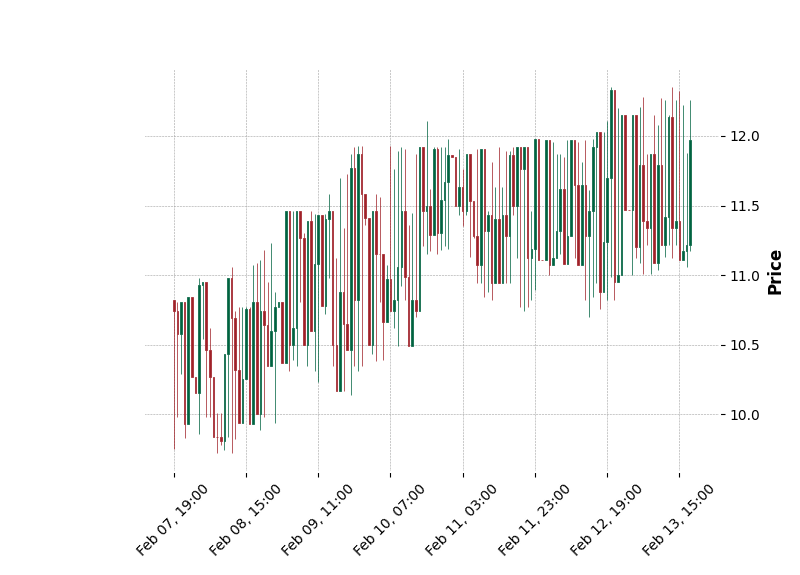 12.0
11.5
11.0
10.5
10.0
Price
Feb 07, 19:00
Feb 08, 15:00
Feb 09, 11:00
Feb 10, 07:00
Feb 11, 03:00
Feb 11, 23:00
Feb 12, 19:00
Feb 13, 15:00